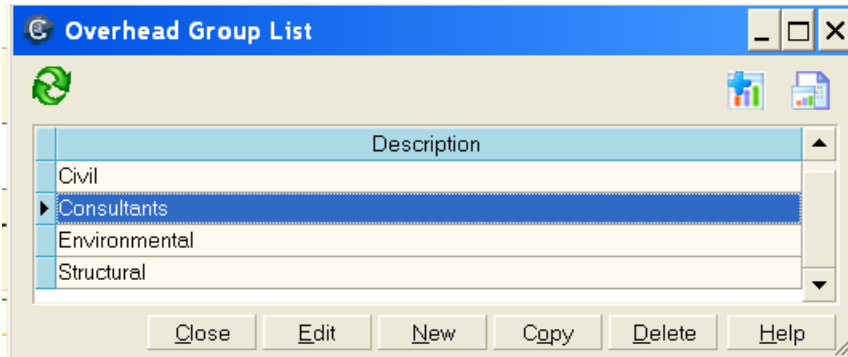 Overhead Group List
Description
Civil
Consultants
Environmental
Structural
Close Edit New Copy Delete Help